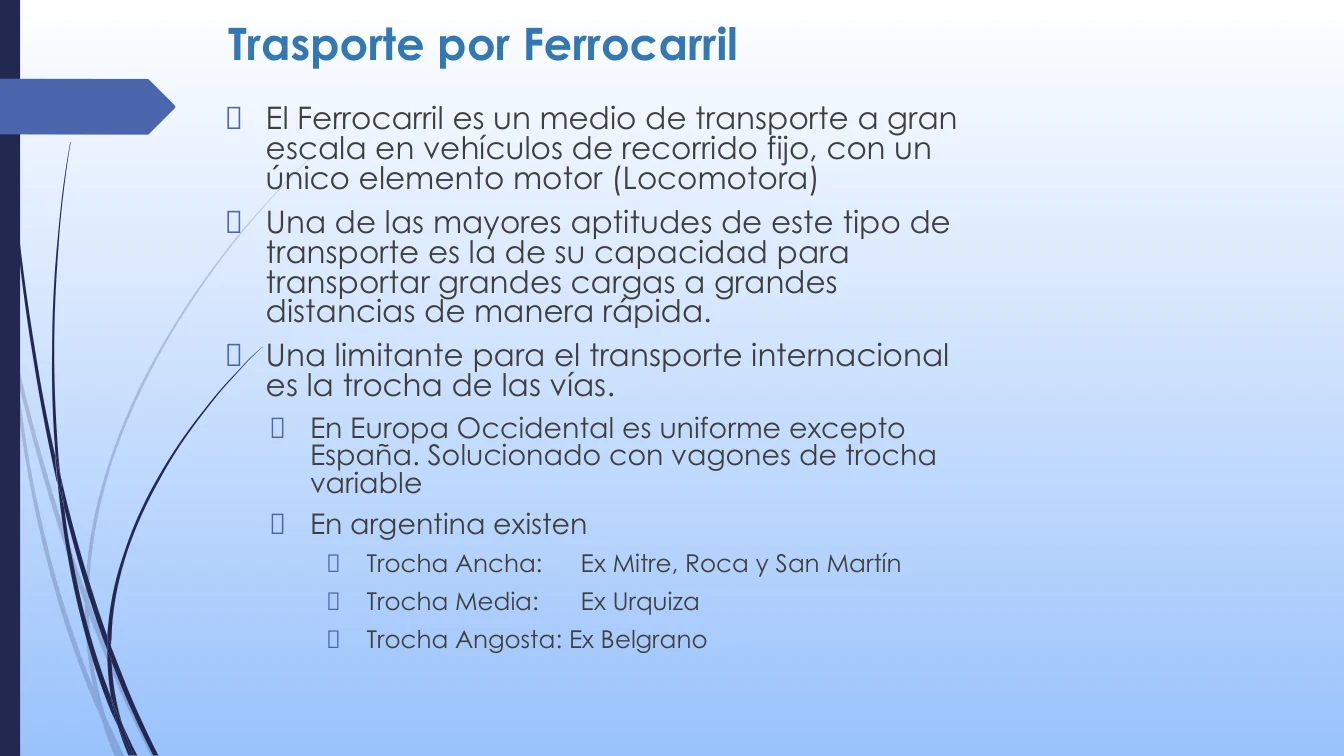 Trasporte por Ferrocarril
El Ferrocarril es un medio de transporte a gran
escala en vehículos de recorrido fijo, con un
único elemento motor (Locomotora)
Una de las mayores aptitudes de este tipo de
transporte es la de su capacidad para
transportar grandes cargas a grandes
distancias de manera rápida.
Una limitante para el transporte internacional
es la trocha de las vías.
En Europa Occidental es uniforme excepto
España. Solucionado con vagones de trocha
variable
En argentina existen
Trocha Ancha: Ex Mitre, Roca y San Martín
Trocha Media: Ex Urquiza
Trocha Angosta: Ex Belgrano